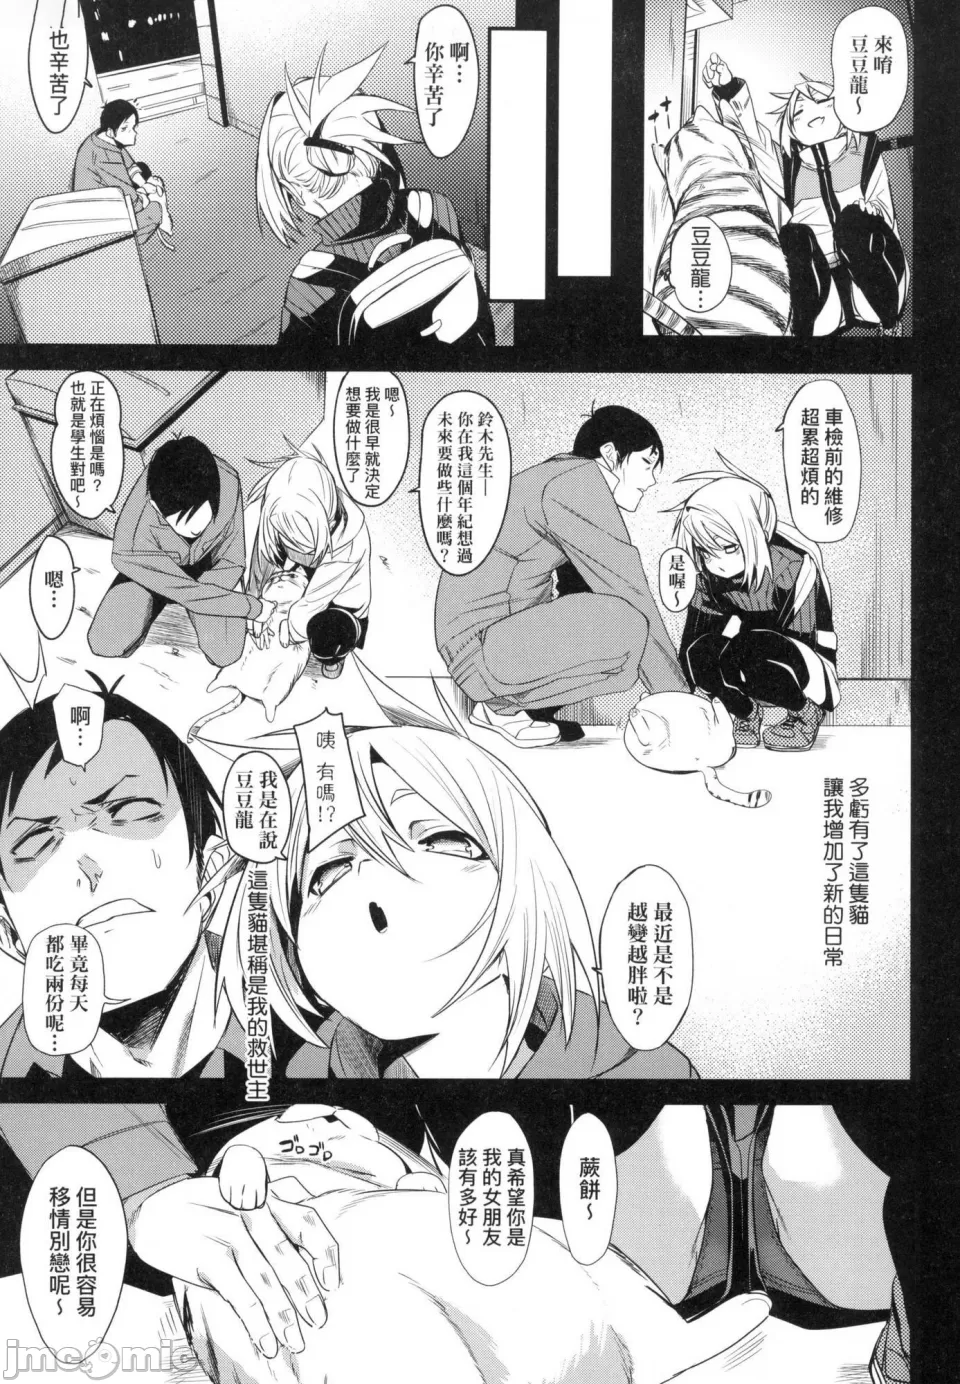 來唷
豆豆龍～
豆豆龍…
啊…
你辛苦了
也辛苦了
車檢前的維修
超累超煩的
是喔～
鈴木先生—
你在我這個年紀想過
未來要做些什麼嗎？
嗯～
我是很早就決定
想要做什麼了
正在煩惱是嗎？
也就是學生對吧～
嗯…
多虧有了這隻貓
讓我增加了新的日常
最近是不是
越變越胖啦？
咦 有嗎!?
我是在說
豆豆龍
啊…
畢竟每天
都吃兩份呢…
這隻貓堪稱是我的救世主
蕨餅～
真希望你是
我的女朋友
該有多好～
ゴロゴロ
但是你很容易
移情別戀呢～
jmcomic